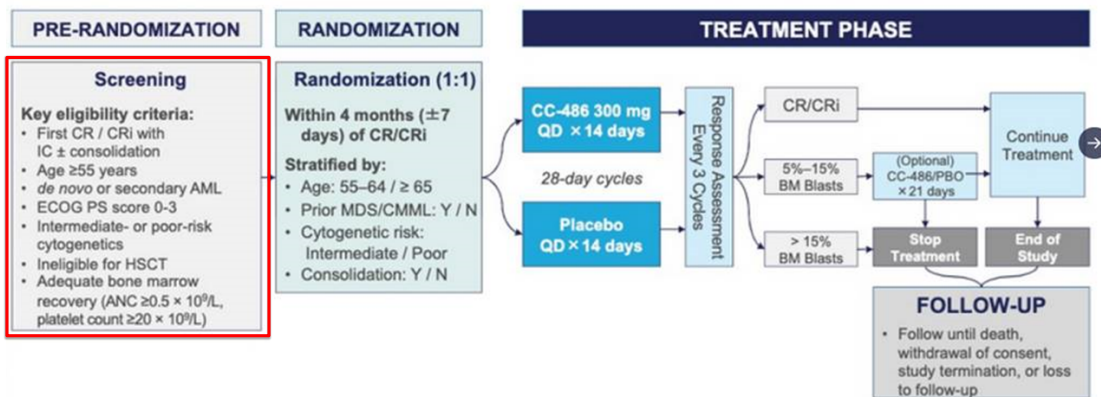 PRE-RANDOMIZATION
Screening
Key eligibility criteria:
• First CR / CRi with
IC ± consolidation
• Age ≥55 years
• de novo or secondary AML
• ECOG PS score 0-3
• Intermediate- or poor-risk
cytogenetics
• Ineligible for HSCT
• Adequate bone marrow
recovery (ANC ≥0.5 × 10⁹/L,
platelet count ≥20 × 10⁹/L)
RANDOMIZATION
Randomization (1:1)
Within 4 months (±7
days) of CR/CRi
Stratified by:
• Age: 55–64 / ≥ 65
• Prior MDS/CMML: Y / N
• Cytogenetic risk:
Intermediate / Poor
• Consolidation: Y / N
TREATMENT PHASE
CC-486 300 mg
QD × 14 days
28-day cycles
Placebo
QD × 14 days
Response Assessment
Every 3 Cycles
CR/CRi
5%–15%
BM Blasts
> 15%
BM Blasts
(Optional)
CC-486/PBO
× 21 days
Continue
Treatment
Stop
Treatment
End of
Study
FOLLOW-UP
• Follow until death,
withdrawal of consent,
study termination, or loss
to follow-up